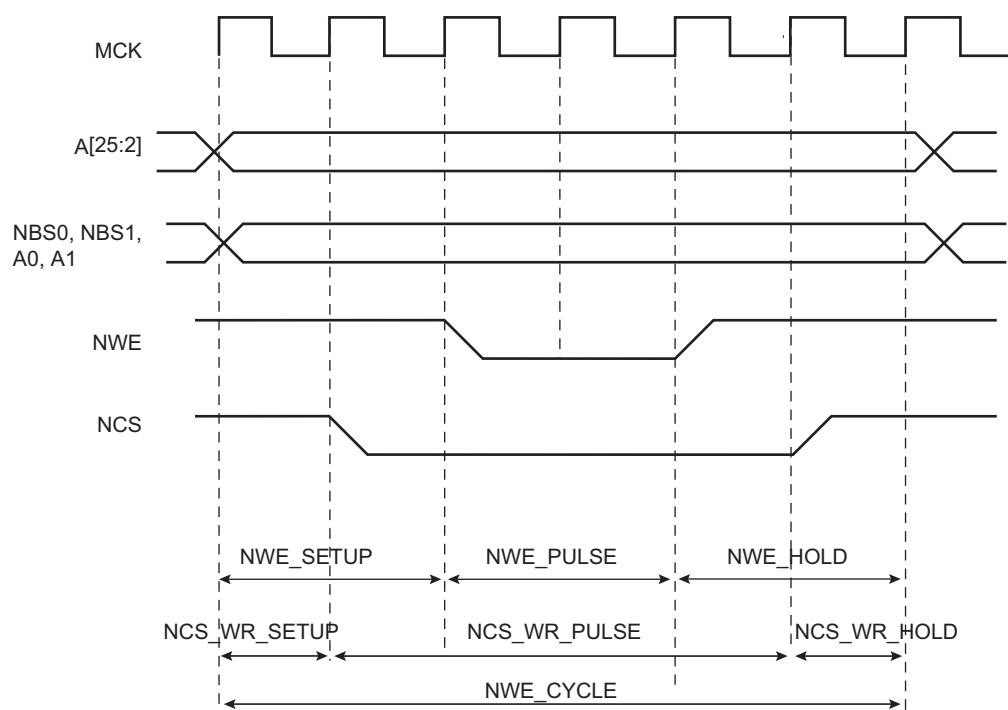 MCK
A[25:2]
NBS0, NBS1,
A0, A1
NWE
NCS
NWE_SETUP
NWE_PULSE
NWE_HOLD
NCS_WR_SETUP
NCS_WR_PULSE
NCS_WR_HOLD
NWE_CYCLE